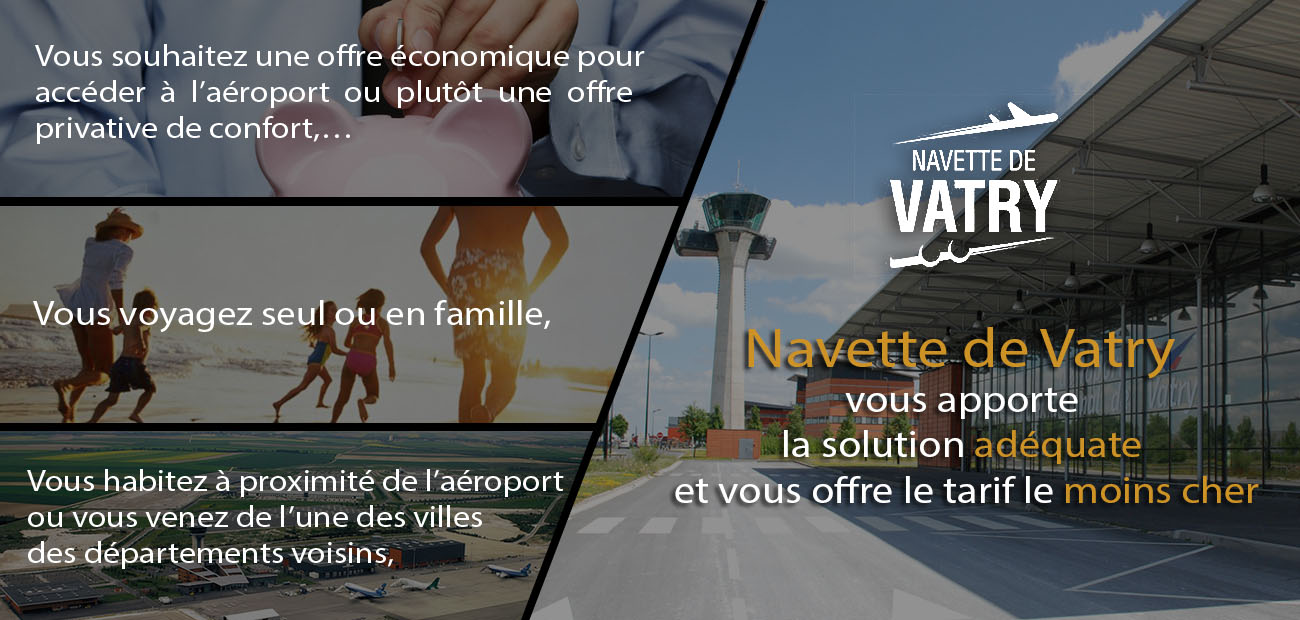 Vous souhaitez une offre économique pour
accéder à l'aéroport ou plutôt une offre
privative de confort,...
Vous voyagez seul ou en famille,
Vous habitez à proximité de l'aéroport
ou vous venez de l'une des villes
des départements voisins,
NAVETTE DE
VATRY
Navette de Vatry
vous apporte
la solution adéquate
et vous offre le tarif le moins cher
Vatry